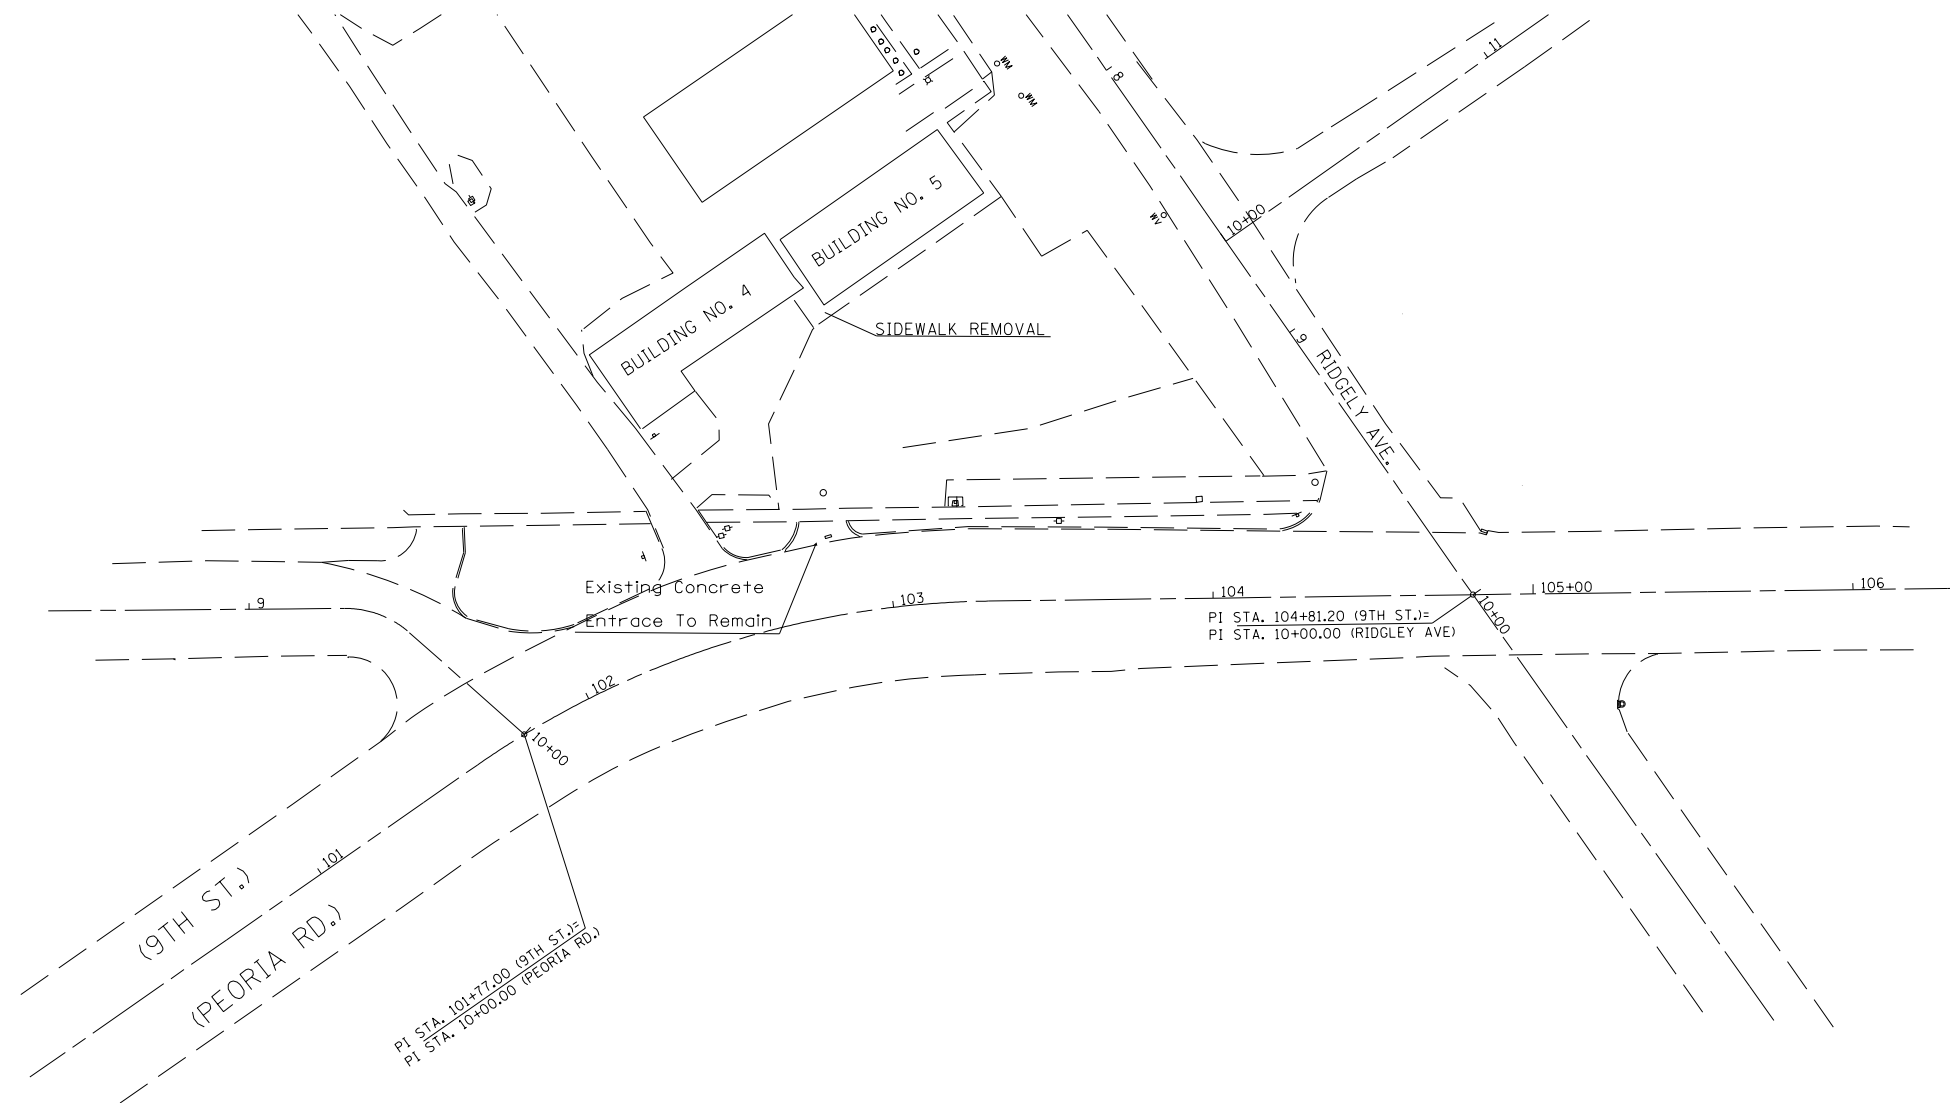 11
WM
8
WM
BUILDING NO. 5
WV
10+00
BUILDING NO. 4
SIDEWALK REMOVAL
9
RIDGELY AVE.
Existing Concrete
Entrace To Remain
9
103
104
105+00
106
PI STA. 104+81.20 (9TH ST.)=
PI STA. 10+00.00 (RIDGLEY AVE)
10+00
102
10+00
101
(9TH ST.)
(PEORIA RD.)
PI STA. 101+77.00 (9TH ST.)=
PI STA. 10+00.00 (PEORIA RD.)